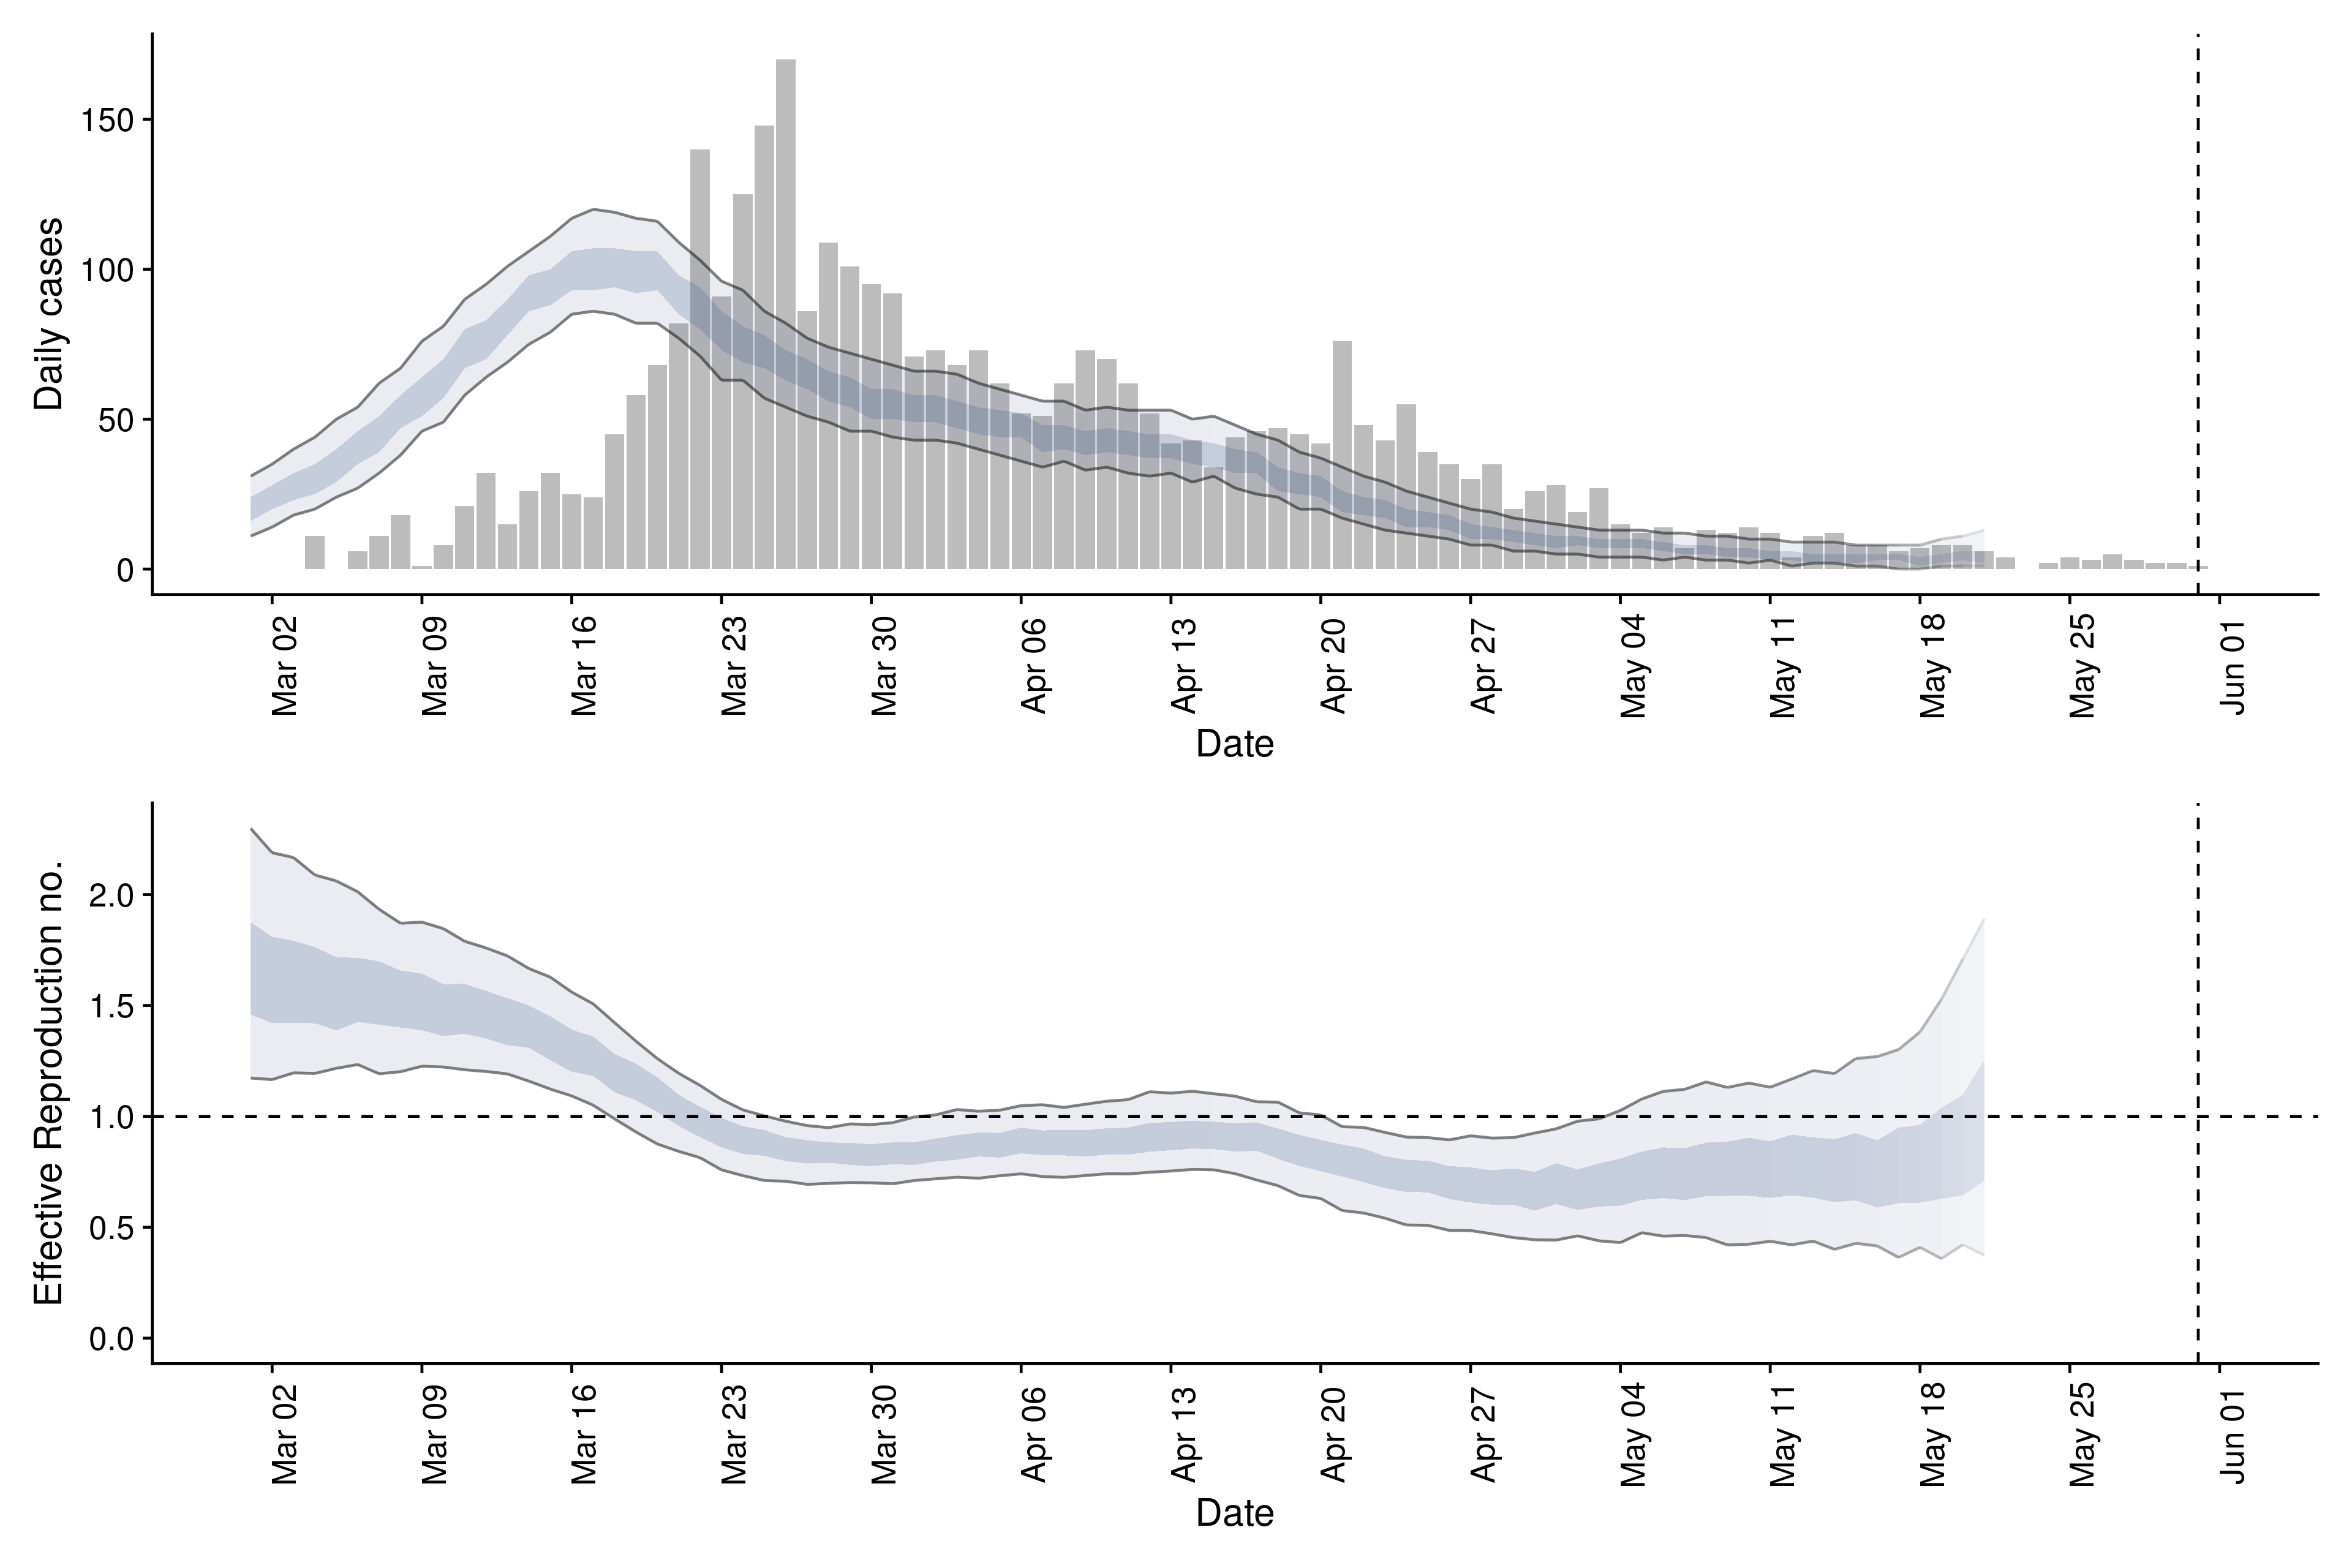 Daily cases
150
100
50
0
Mar 02
Mar 09
Mar 16
Mar 23
Mar 30
Apr 06
Apr 13
Apr 20
Apr 27
May 04
May 11
May 18
May 25
Jun 01
Date
Effective Reproduction no.
2.0
1.5
1.0
0.5
0.0
Mar 02
Mar 09
Mar 16
Mar 23
Mar 30
Apr 06
Apr 13
Apr 20
Apr 27
May 04
May 11
May 18
May 25
Jun 01
Date